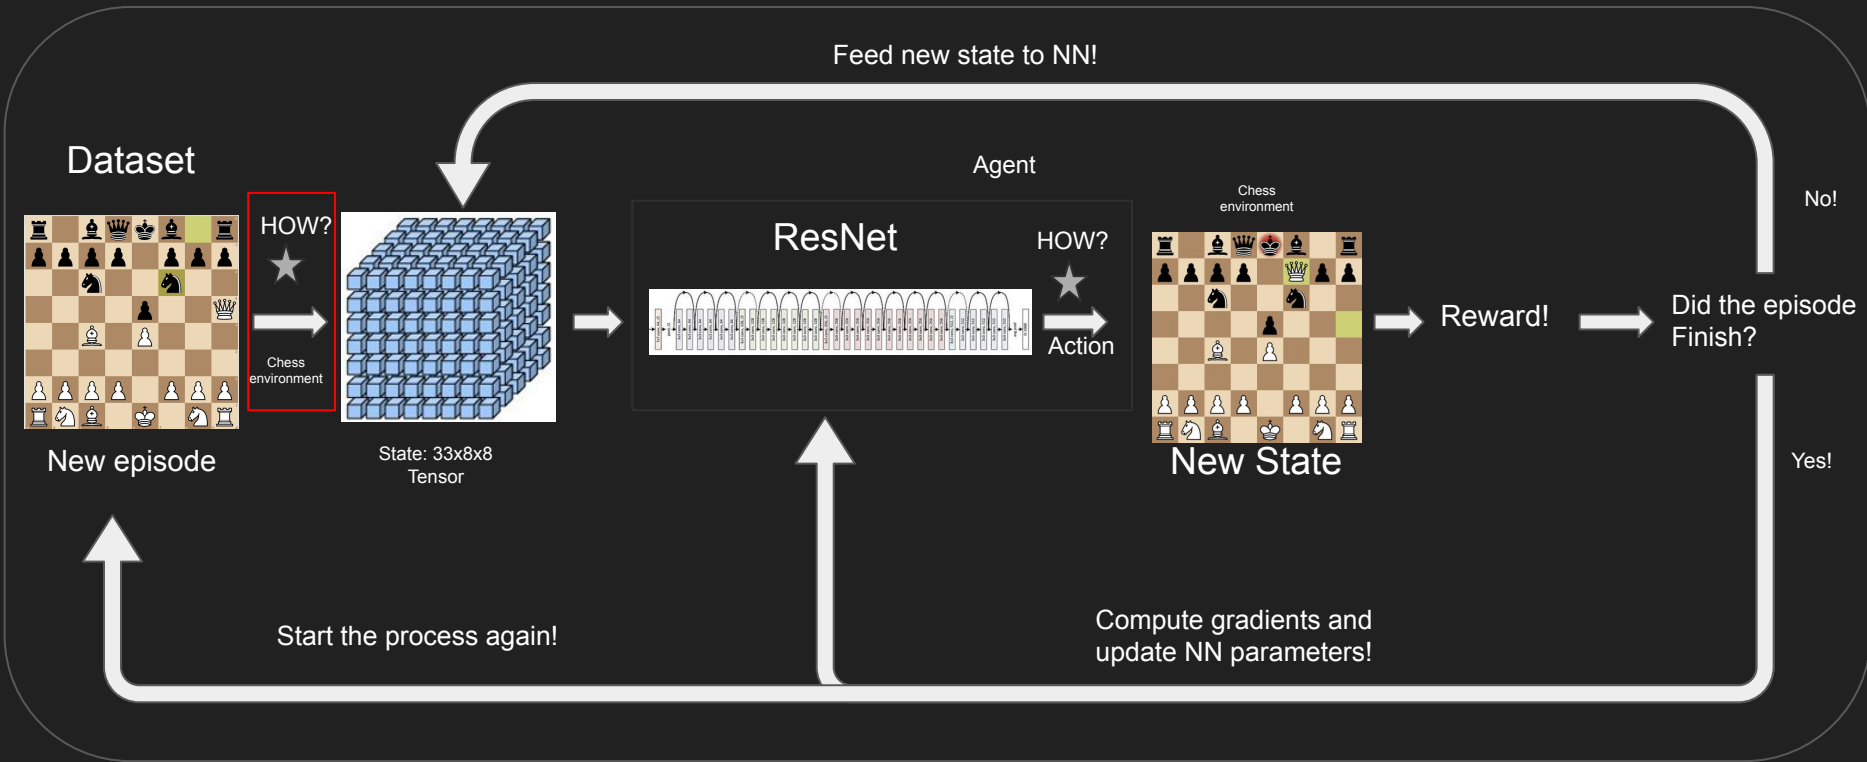 Feed new state to NN!
Dataset
Agent
Chess
environment
No!
HOW?
ResNet
HOW?
Reward!
Did the episode
Finish?
Action
Chess
environment
New episode
State: 33x8x8
Tensor
New State
Yes!
Start the process again!
Compute gradients and
update NN parameters!